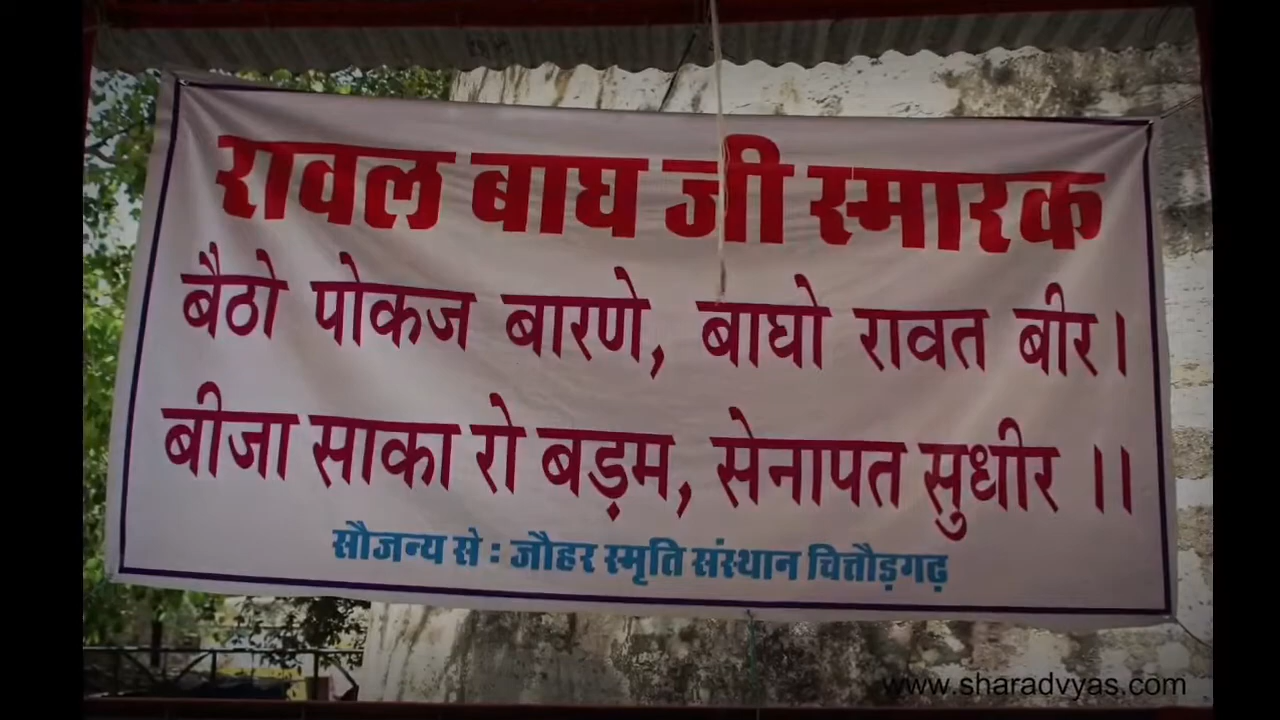 रावल बाघ जी स्मारक
बैठो पोकज बारणे, बाघो रावत बीर।
बीजा साका रो बड़म, सेनापत सुधीर ।।
सौजन्य से : जौहर स्मृति संस्थान चित्तौड़गढ़
www.sharadvyas.com